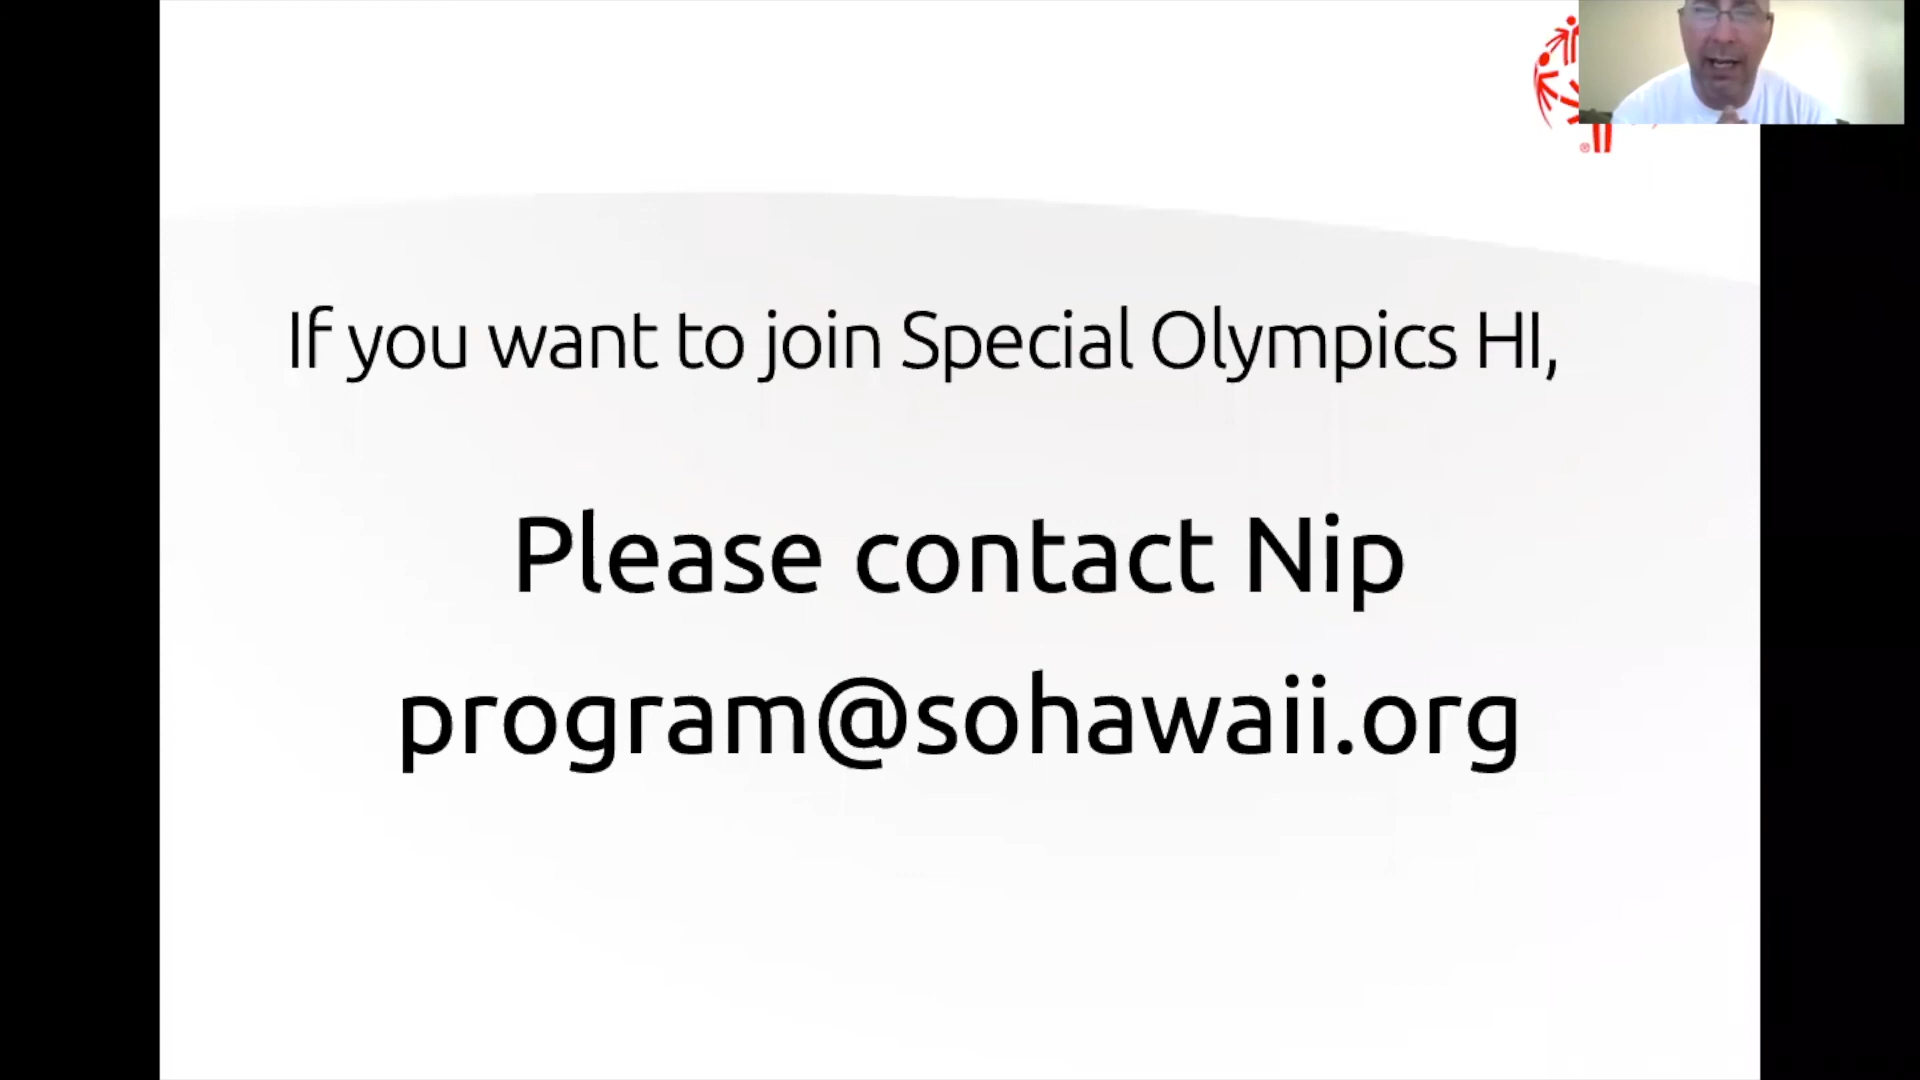 If you want to join Special Olympics HI,
Please contact Nip
program@sohawaii.org